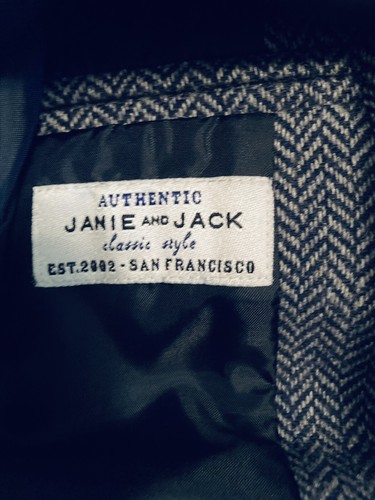 AUTHENTIC
JANIE AND JACK
classic style
EST.2002 - SAN FRANCISCO